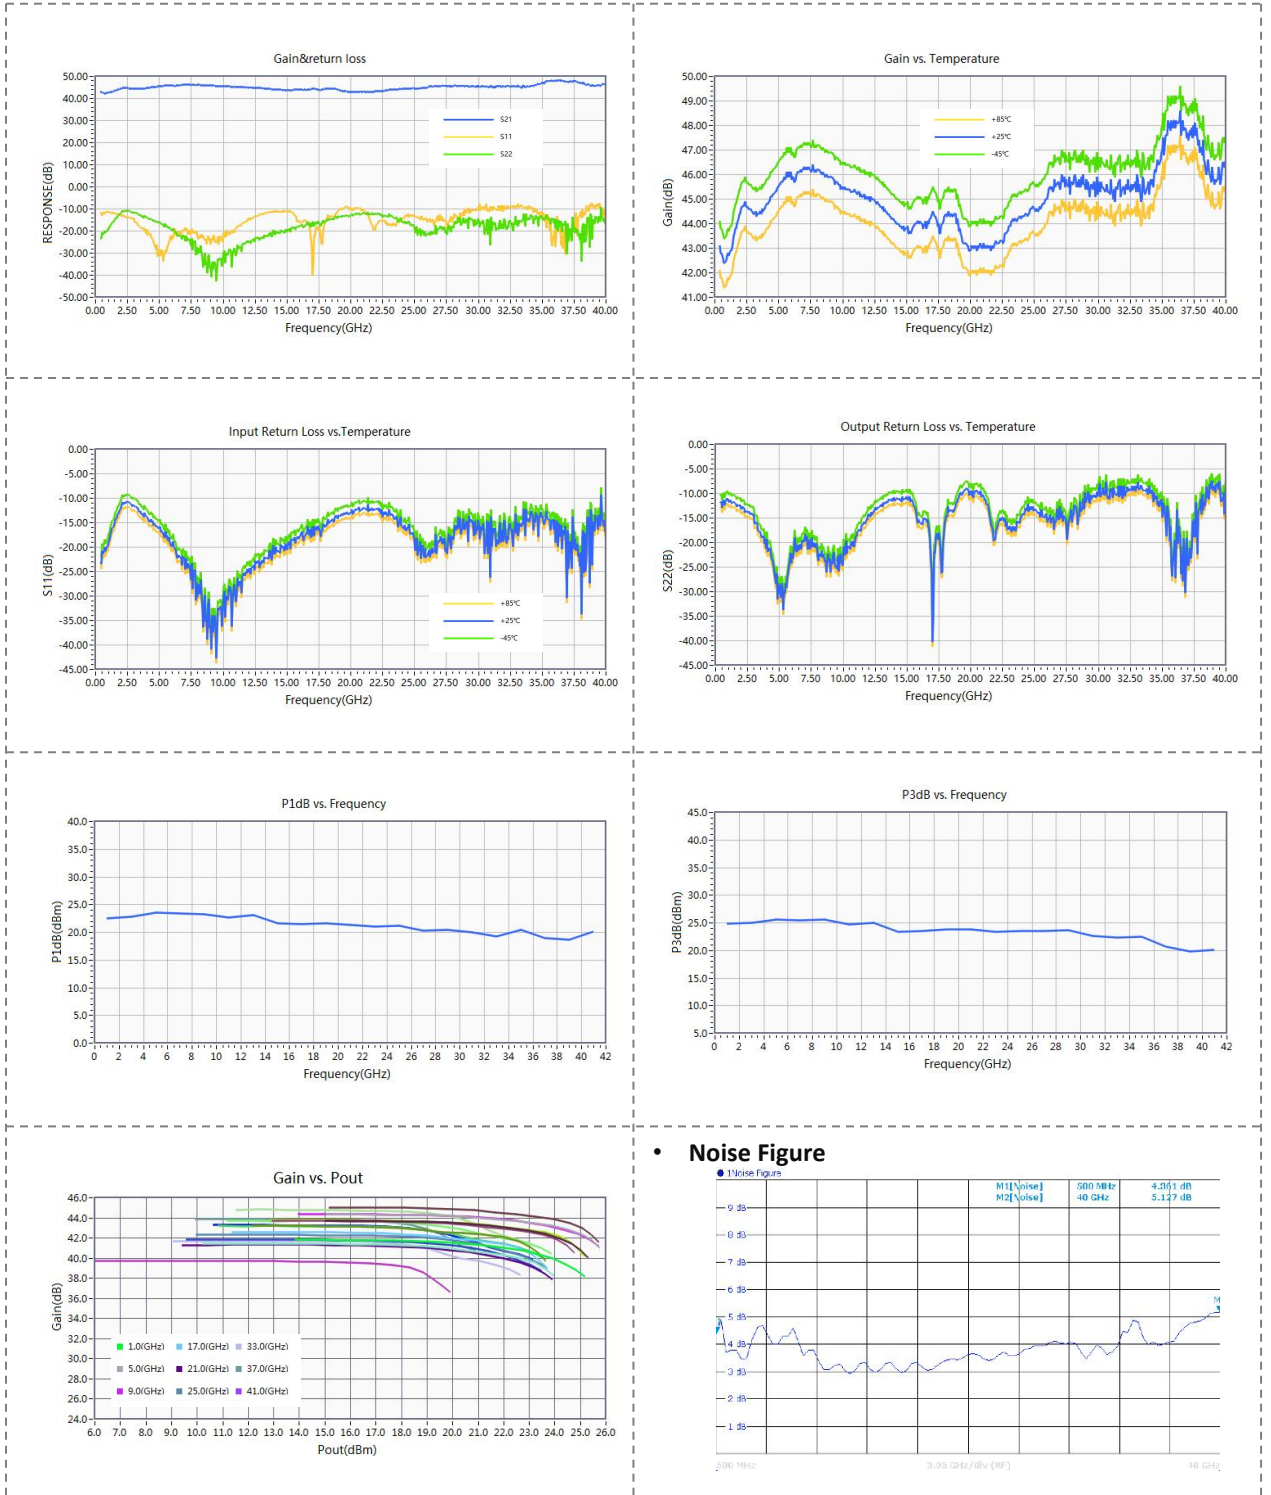 Gain&return loss
50.00
40.00
30.00
20.00
10.00
0.00
-10.00
-20.00
-30.00
-40.00
-50.00
RESPONSE(dB)
S21
S11
S22
0.00 2.50 5.00 7.50 10.00 12.50 15.00 17.50 20.00 22.50 25.00 27.50 30.00 32.50 35.00 37.50 40.00
Frequency(GHz)
Gain vs. Temperature
50.00
49.00
48.00
47.00
46.00
45.00
44.00
43.00
42.00
41.00
Gain(dB)
+85℃
+25℃
-45℃
0.00 2.50 5.00 7.50 10.00 12.50 15.00 17.50 20.00 22.50 25.00 27.50 30.00 32.50 35.00 37.50 40.00
Frequency(GHz)
Input Return Loss vs.Temperature
0.00
-5.00
-10.00
-15.00
-20.00
-25.00
-30.00
-35.00
-40.00
-45.00
S11(dB)
+85℃
+25℃
-45℃
0.00 2.50 5.00 7.50 10.00 12.50 15.00 17.50 20.00 22.50 25.00 27.50 30.00 32.50 35.00 37.50 40.00
Frequency(GHz)
Output Return Loss vs. Temperature
0.00
-5.00
-10.00
-15.00
-20.00
-25.00
-30.00
-35.00
-40.00
-45.00
S22(dB)
+85℃
+25℃
-45℃
0.00 2.50 5.00 7.50 10.00 12.50 15.00 17.50 20.00 22.50 25.00 27.50 30.00 32.50 35.00 37.50 40.00
Frequency(GHz)
P1dB vs. Frequency
40.0
35.0
30.0
25.0
20.0
15.0
10.0
5.0
0.0
P1dB(dBm)
0 2 4 6 8 10 12 14 16 18 20 22 24 26 28 30 32 34 36 38 40 42
Frequency(GHz)
P3dB vs. Frequency
45.0
40.0
35.0
30.0
25.0
20.0
15.0
10.0
5.0
P3dB(dBm)
0 2 4 6 8 10 12 14 16 18 20 22 24 26 28 30 32 34 36 38 40 42
Frequency(GHz)
Gain vs. Pout
46.0
44.0
42.0
40.0
38.0
36.0
34.0
32.0
30.0
28.0
26.0
24.0
Gain(dB)
1.0(GHz) 17.0(GHz) 33.0(GHz)
5.0(GHz) 21.0(GHz) 37.0(GHz)
9.0(GHz) 25.0(GHz) 41.0(GHz)
6.0 7.0 8.0 9.0 10.0 11.0 12.0 13.0 14.0 15.0 16.0 17.0 18.0 19.0 20.0 21.0 22.0 23.0 24.0 25.0 26.0
Pout(dBm)
• Noise Figure
1Noise Figure
M1[Noise] 500 MHz 4.361 dB
M2[Noise] 40 GHz 5.127 dB
9 dB
8 dB
7 dB
6 dB
5 dB
4 dB
3 dB
2 dB
1 dB
500 MHz 3.95 GHz/div (RF) 40 GHz